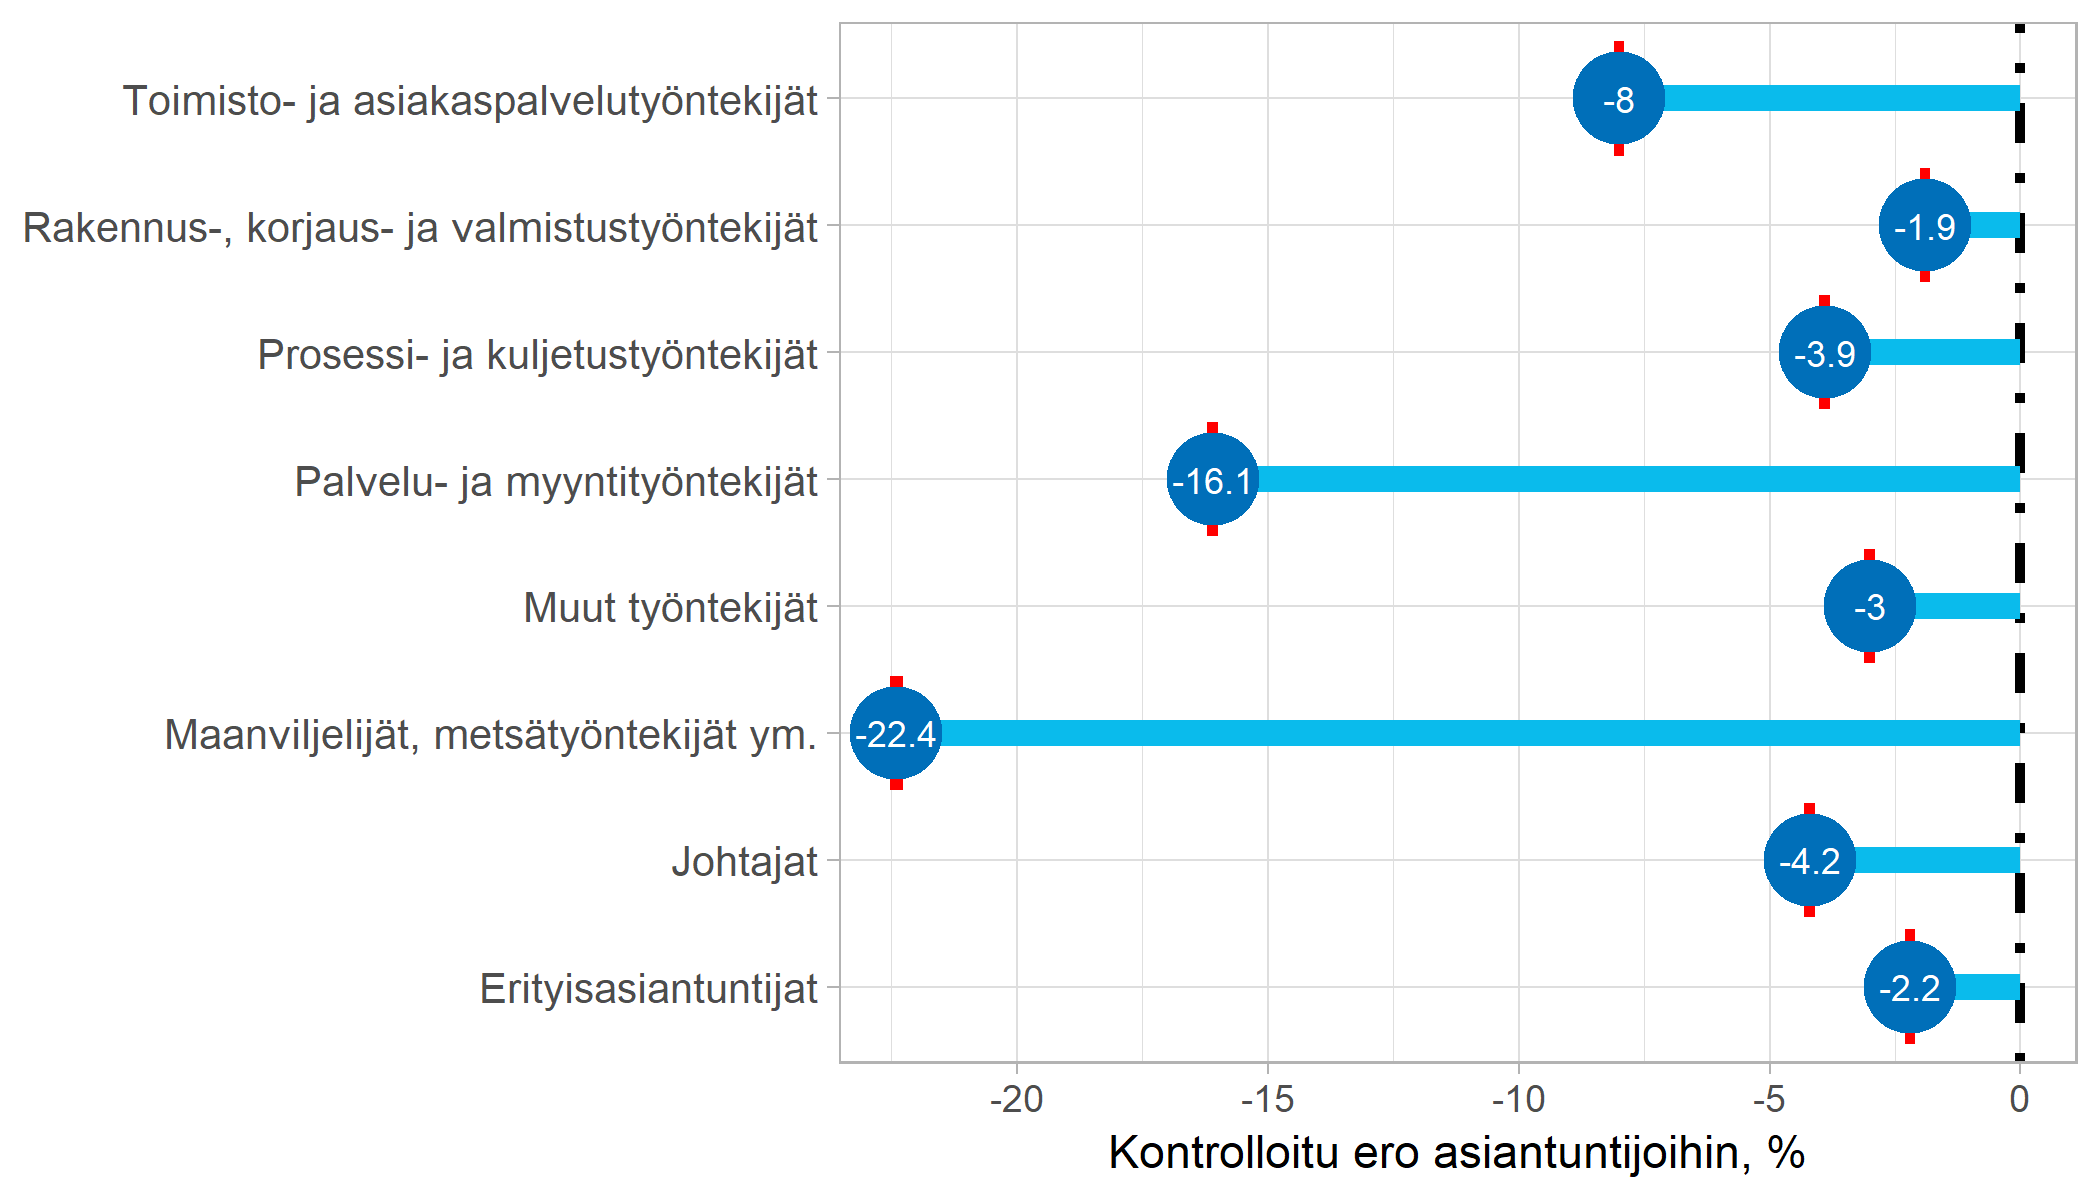 Toimisto- ja asiakaspalvelutyöntekijät
-8
Rakennus-, korjaus- ja valmistustyöntekijät
-1.9
Prosessi- ja kuljetustyöntekijät
-3.9
Palvelu- ja myyntityöntekijät
-16.1
Muut työntekijät
-3
Maanviljelijät, metsätyöntekijät ym.
-22.4
Johtajat
-4.2
Erityisasiantuntijat
-2.2
-20 -15 -10 -5 0
Kontrolloitu ero asiantuntijoihin, %